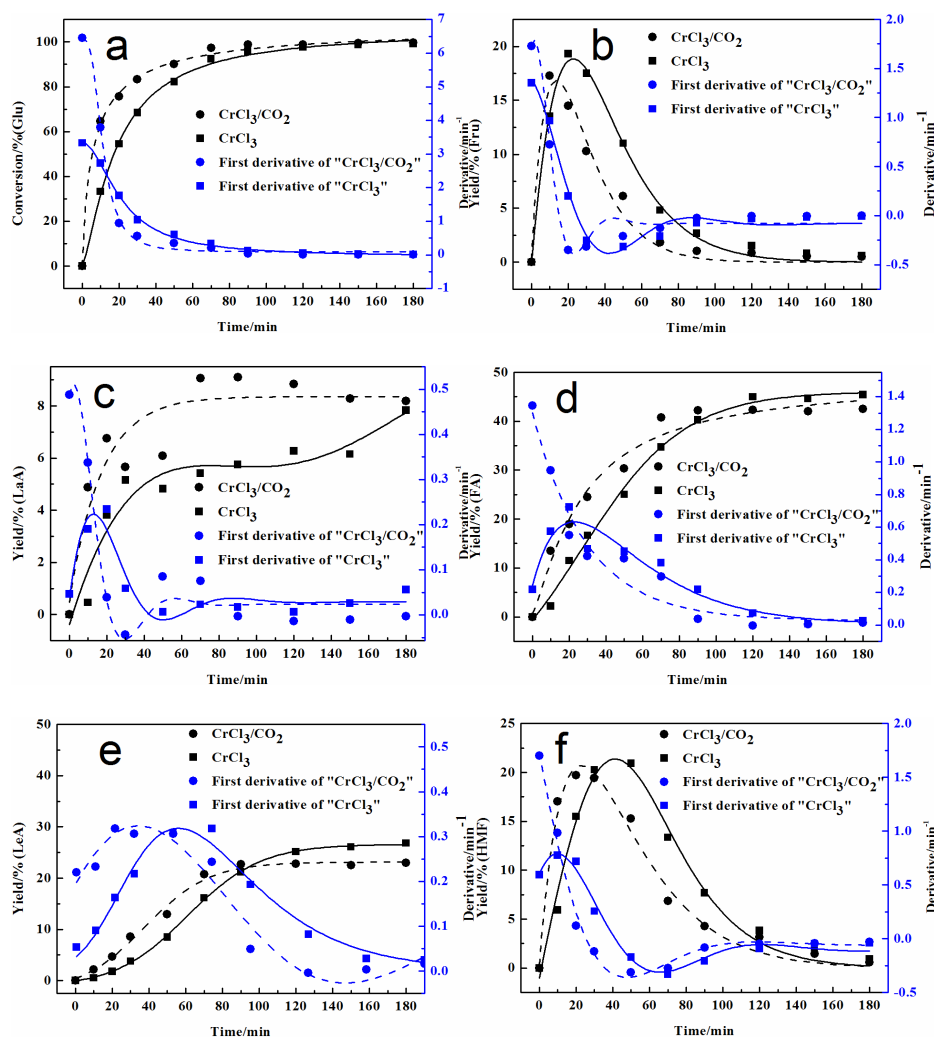 a
Conversion/%(Glu)
100
80
60
40
20
0
CrCl3/CO2
CrCl3
First derivative of "CrCl3/CO2"
First derivative of "CrCl3"
7
6
5
4
3
2
1
0
-1
Derivative/min-1
0 20 40 60 80 100 120 140 160 180
Time/min
b
Yield/% (Fru)
20
15
10
5
0
CrCl3/CO2
CrCl3
First derivative of "CrCl3/CO2"
First derivative of "CrCl3"
2.0
1.5
1.0
0.5
0.0
-0.5
Derivative/min-1
0 20 40 60 80 100 120 140 160 180
Time/min
c
Yield/% (LaA)
8
6
4
2
0
CrCl3/CO2
CrCl3
First derivative of "CrCl3/CO2"
First derivative of "CrCl3"
0.5
0.4
0.3
0.2
0.1
0.0
Derivative/min-1
0 20 40 60 80 100 120 140 160 180
Time/min
d
Yield/% (FA)
50
40
30
20
10
0
CrCl3/CO2
CrCl3
First derivative of "CrCl3/CO2"
First derivative of "CrCl3"
1.4
1.2
1.0
0.8
0.6
0.4
0.2
0.0
Derivative/min-1
0 20 40 60 80 100 120 140 160 180
Time/min
e
Yield/% (LeA)
50
40
30
20
10
0
CrCl3/CO2
CrCl3
First derivative of "CrCl3/CO2"
First derivative of "CrCl3"
0.5
0.4
0.3
0.2
0.1
0.0
Derivative/min-1
0 20 40 60 80 100 120 140 160 180
Time/min
f
Yield/% (HMF)
25
20
15
10
5
0
CrCl3/CO2
CrCl3
First derivative of "CrCl3/CO2"
First derivative of "CrCl3"
2.0
1.5
1.0
0.5
0.0
-0.5
Derivative/min-1
0 20 40 60 80 100 120 140 160 180
Time/min